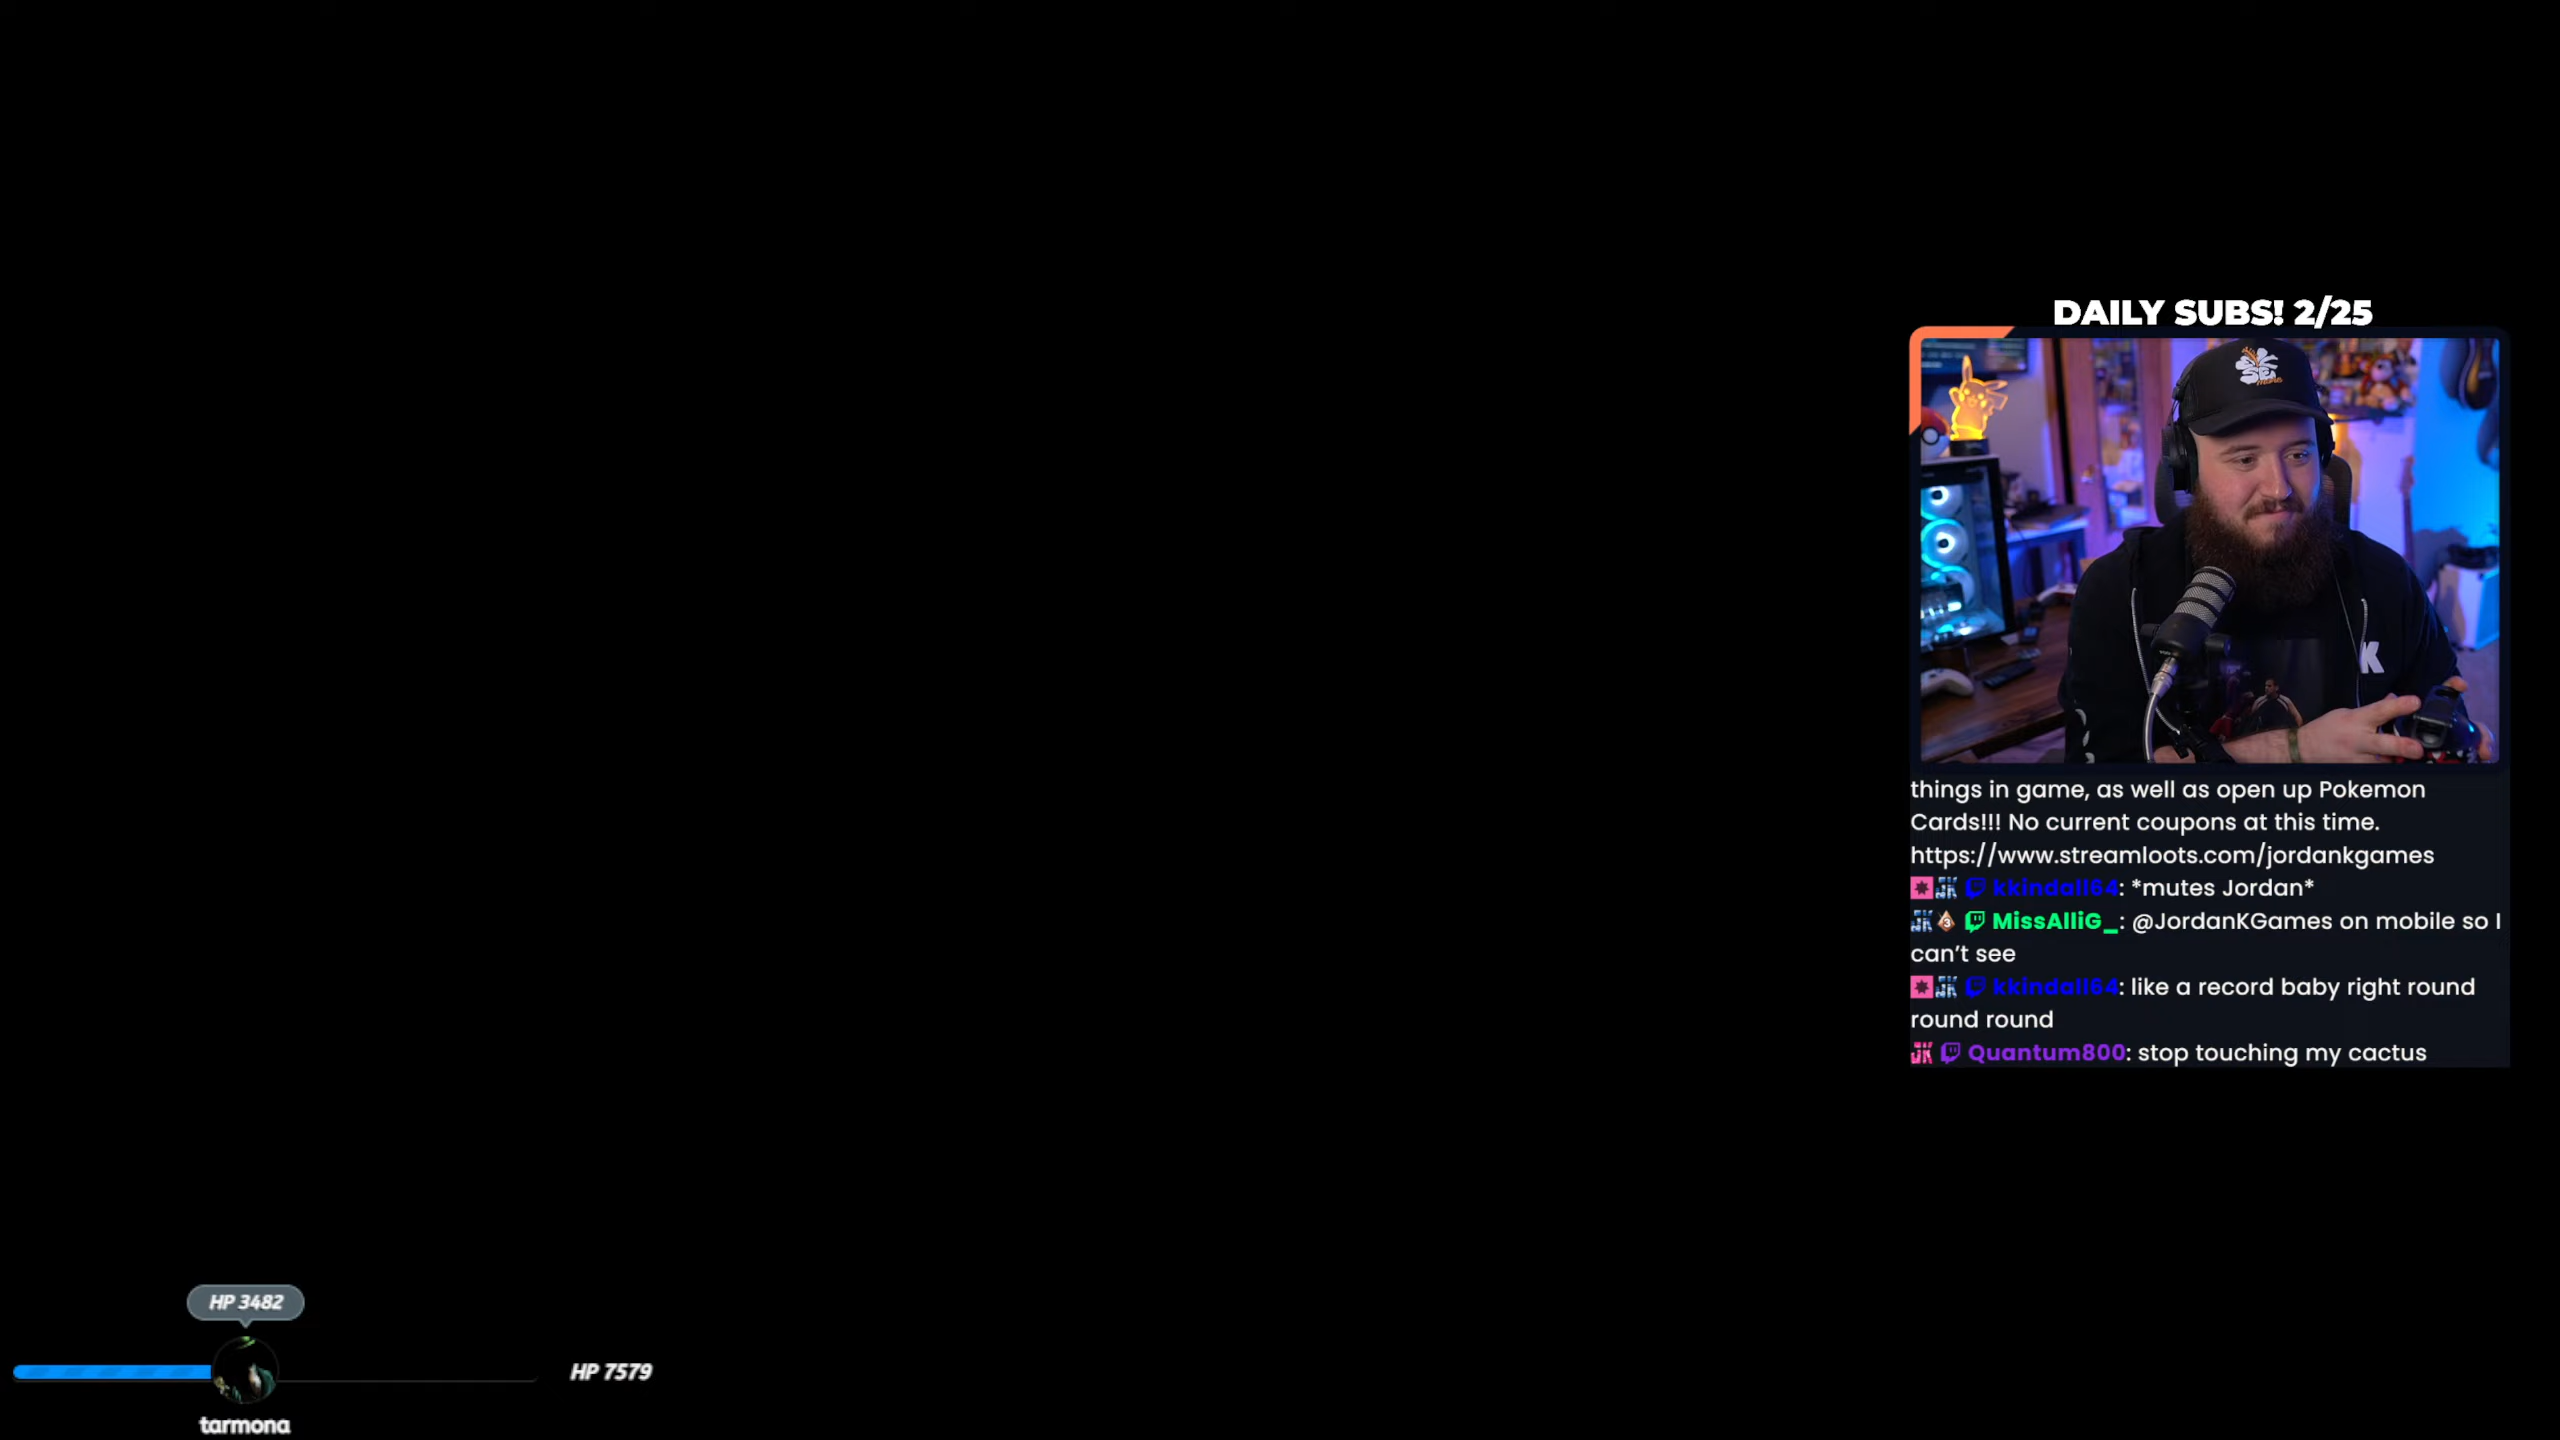 DAILY SUBS! 2/25
K
things in game, as well as open up Pokemon
Cards!!! No current coupons at this time.
https://www.streamloots.com/jordankgames
kkindall64: *mutes Jordan*
MissAlliG_: @JordanKGames on mobile so I
can't see
kkindall64: like a record baby right round
round round
Quantum800: stop touching my cactus
HP 3482
HP 7579
tarmona